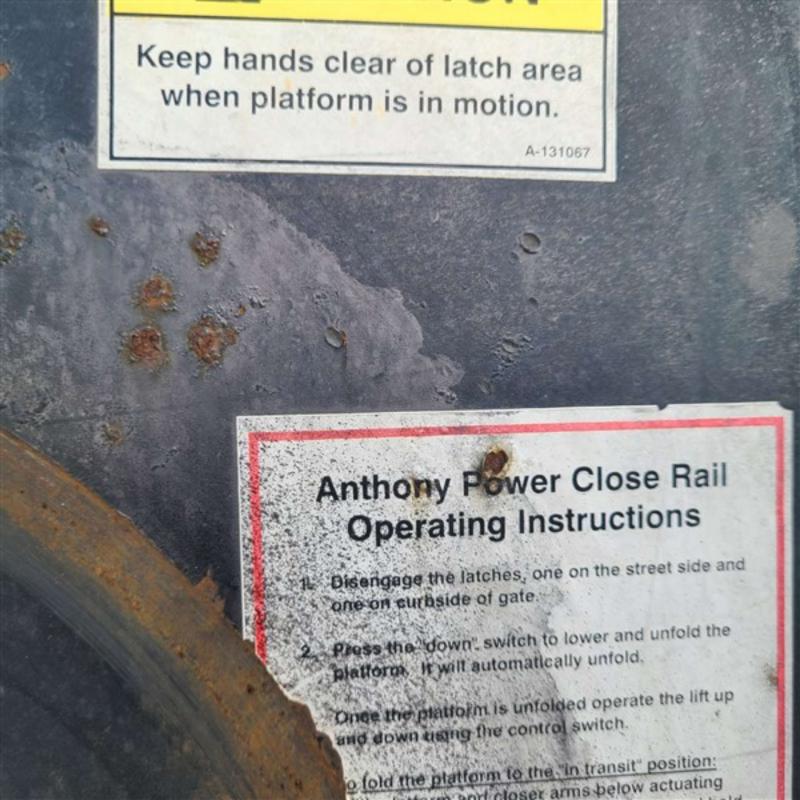 Keep hands clear of latch area
when platform is in motion.
A-131067
Anthony Power Close Rail
Operating Instructions
1. Disengage the latches, one on the street side and
one on curbside of gate.
2. Press the "down" switch to lower and unfold the
platform. It will automatically unfold.
Once the platform is unfolded operate the lift up
and down using the control switch.
fold the platform to the "in transit" position:
and closer arms below actuating